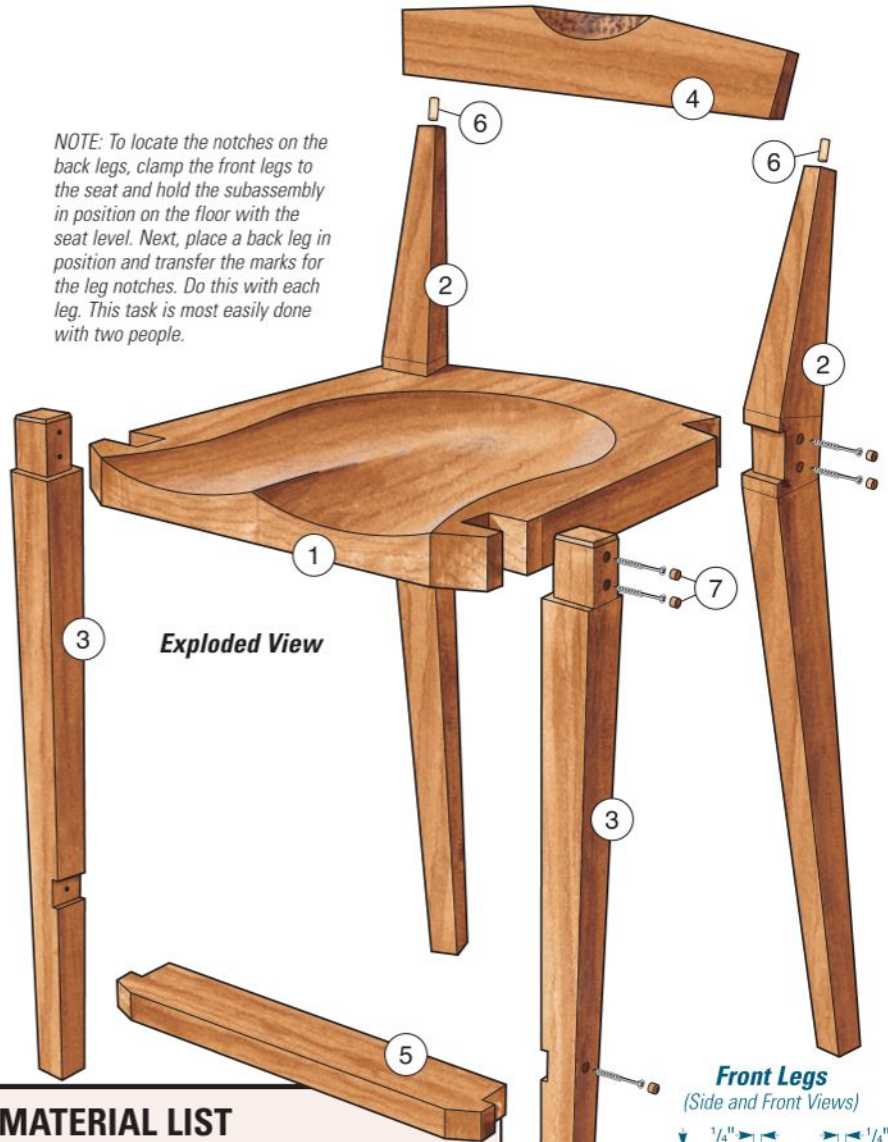 4
6
6
NOTE: To locate the notches on the
back legs, clamp the front legs to
the seat and hold the subassembly
in position on the floor with the
seat level. Next, place a back leg in
position and transfer the marks for
the leg notches. Do this with each
leg. This task is most easily done
with two people.
2
2
1
7
3
Exploded View
3
5
Front Legs
(Side and Front Views)
MATERIAL LIST
1/4"
1/4"